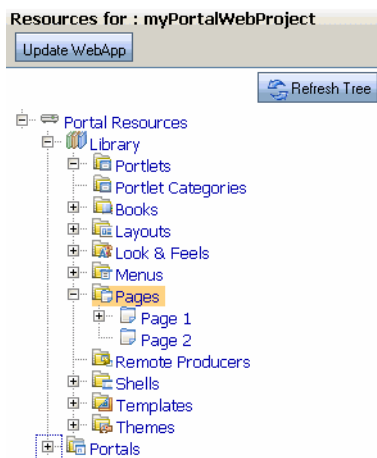 Resources for : myPortalWebProject
Update WebApp
Refresh Tree
Portal Resources
Library
Portlets
Portlet Categories
Books
Layouts
Look & Feels
Menus
Pages
Page 1
Page 2
Remote Producers
Shells
Templates
Themes
Portals